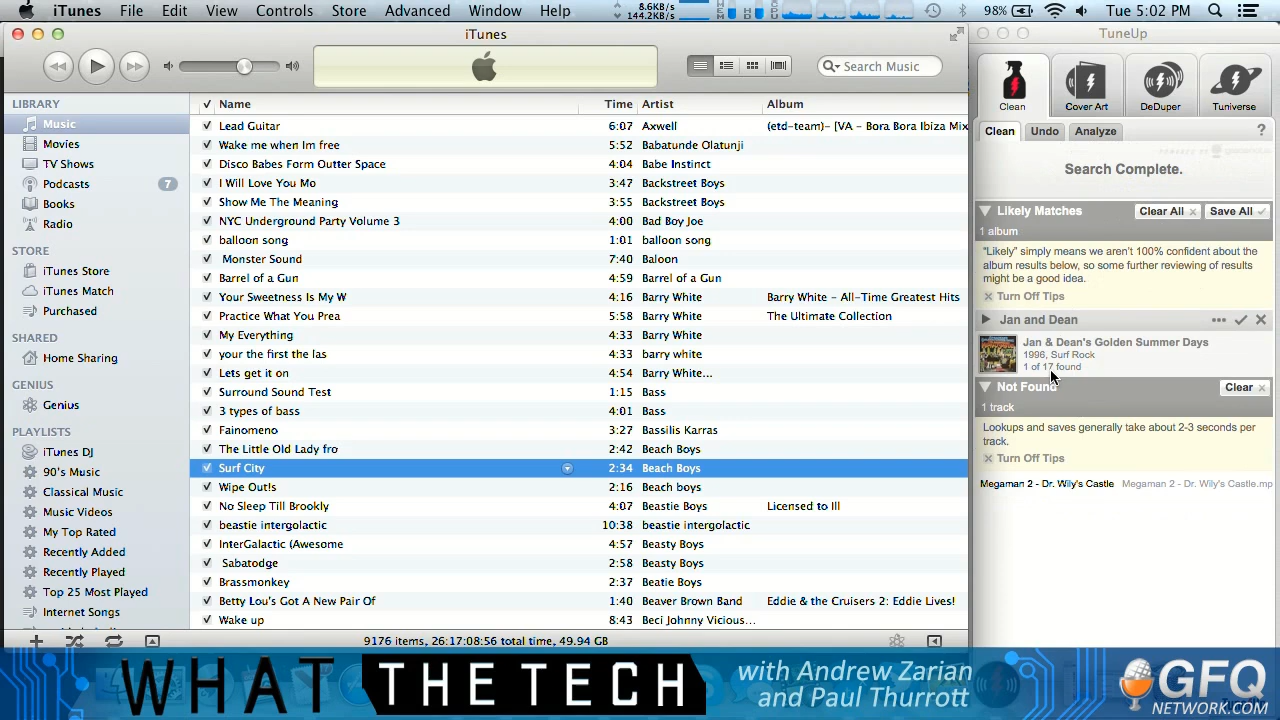 iTunes File Edit View Controls Store Advanced Window Help 8.6KB/s 144.2KB/s 98% Tue 5:02 PM
iTunes
Search Music
LIBRARY
Music
Movies
TV Shows
Podcasts 7
Books
Radio
STORE
iTunes Store
iTunes Match
Purchased
SHARED
Home Sharing
GENIUS
Genius
PLAYLISTS
iTunes DJ
90's Music
Classical Music
Music Videos
My Top Rated
Recently Added
Recently Played
Top 25 Most Played
Internet Songs
Name Time Artist Album
Lead Guitar 6:07 Axwell (etd-team)- [VA - Bora Bora Ibiza Mix
Wake me when Im free 5:52 Babatunde Olatunji
Disco Babes Form Outter Space 4:04 Babe Instinct
I Will Love You Mo 3:47 Backstreet Boys
Show Me The Meaning 3:55 Backstreet Boys
NYC Underground Party Volume 3 4:00 Bad Boy Joe
balloon song 1:01 balloon song
Monster Sound 7:40 Baloon
Barrel of a Gun 4:59 Barrel of a Gun
Your Sweetness Is My W 4:16 Barry White Barry White - All-Time Greatest Hits
Practice What You Prea 5:58 Barry White The Ultimate Collection
My Everything 4:33 Barry White
your the first the las 4:33 barry white
Lets get it on 4:54 Barry White...
Surround Sound Test 1:15 Bass
3 types of bass 4:01 Bass
Fainomeno 3:27 Bassilis Karras
The Little Old Lady fro 2:42 Beach Boys
Surf City 2:34 Beach Boys
Wipe Out!s 2:16 Beach boys
No Sleep Till Brookly 4:07 Beastie Boys Licensed to Ill
beastie intergolactic 10:38 beastie intergolactic
InterGalactic (Awesome 4:57 Beasty Boys
Sabatodge 2:58 Beasty Boys
Brassmonkey 2:37 Beatie Boys
Betty Lou's Got A New Pair Of 1:40 Beaver Brown Band Eddie & the Cruisers 2: Eddie Lives!
Wake up 8:43 Beci Johnny Vicious...
9176 items, 26:17:08:56 total time, 49.94 GB
TuneUp
Clean Cover Art DeDuper Tuniverse
Clean Undo Analyze ?
POWERED BY gracenote
Search Complete.
Likely Matches Clear All Save All
1 album
"Likely" simply means we aren't 100% confident about the
album results below, so some further reviewing of results
might be a good idea.
Turn Off Tips
Jan and Dean
Jan & Dean's Golden Summer Days
1996, Surf Rock
1 of 17 found
Not Found Clear
1 track
Lookups and saves generally take about 2-3 seconds per
track.
Turn Off Tips
Megaman 2 - Dr. Wily's Castle Megaman 2 - Dr. Wily's Castle.mp
WHAT THE TECH
with Andrew Zarian
and Paul Thurrott
GFQ
NETWORK.COM